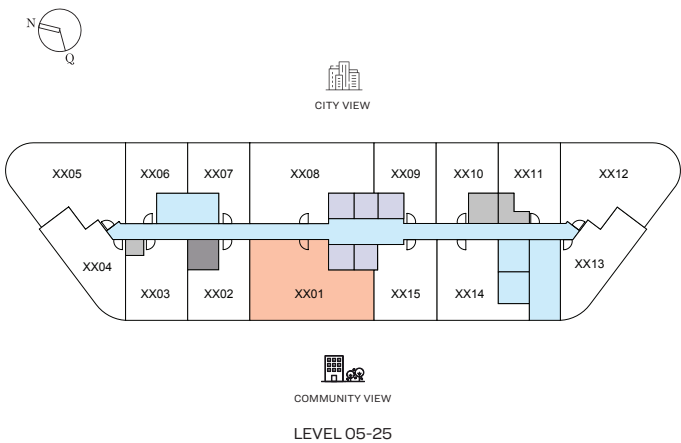 N
Q
CITY VIEW
XX05
XX06
XX07
XX08
XX09
XX10
XX11
XX12
XX04
XX03
XX02
XX01
XX15
XX14
XX13
COMMUNITY VIEW
LEVEL 05-25